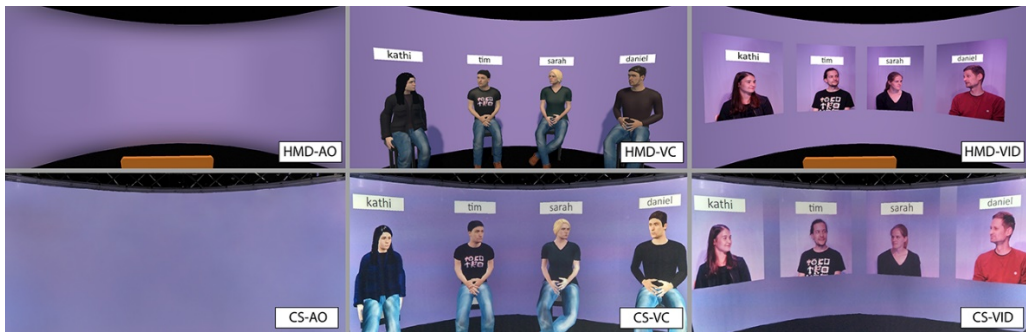 HMD-AO
kathi
tim
sarah
daniel
HMD-VC
kathi
tim
sarah
daniel
HMD-VID
CS-AO
kathi
tim
sarah
daniel
CS-VC
kathi
tim
sarah
daniel
CS-VID